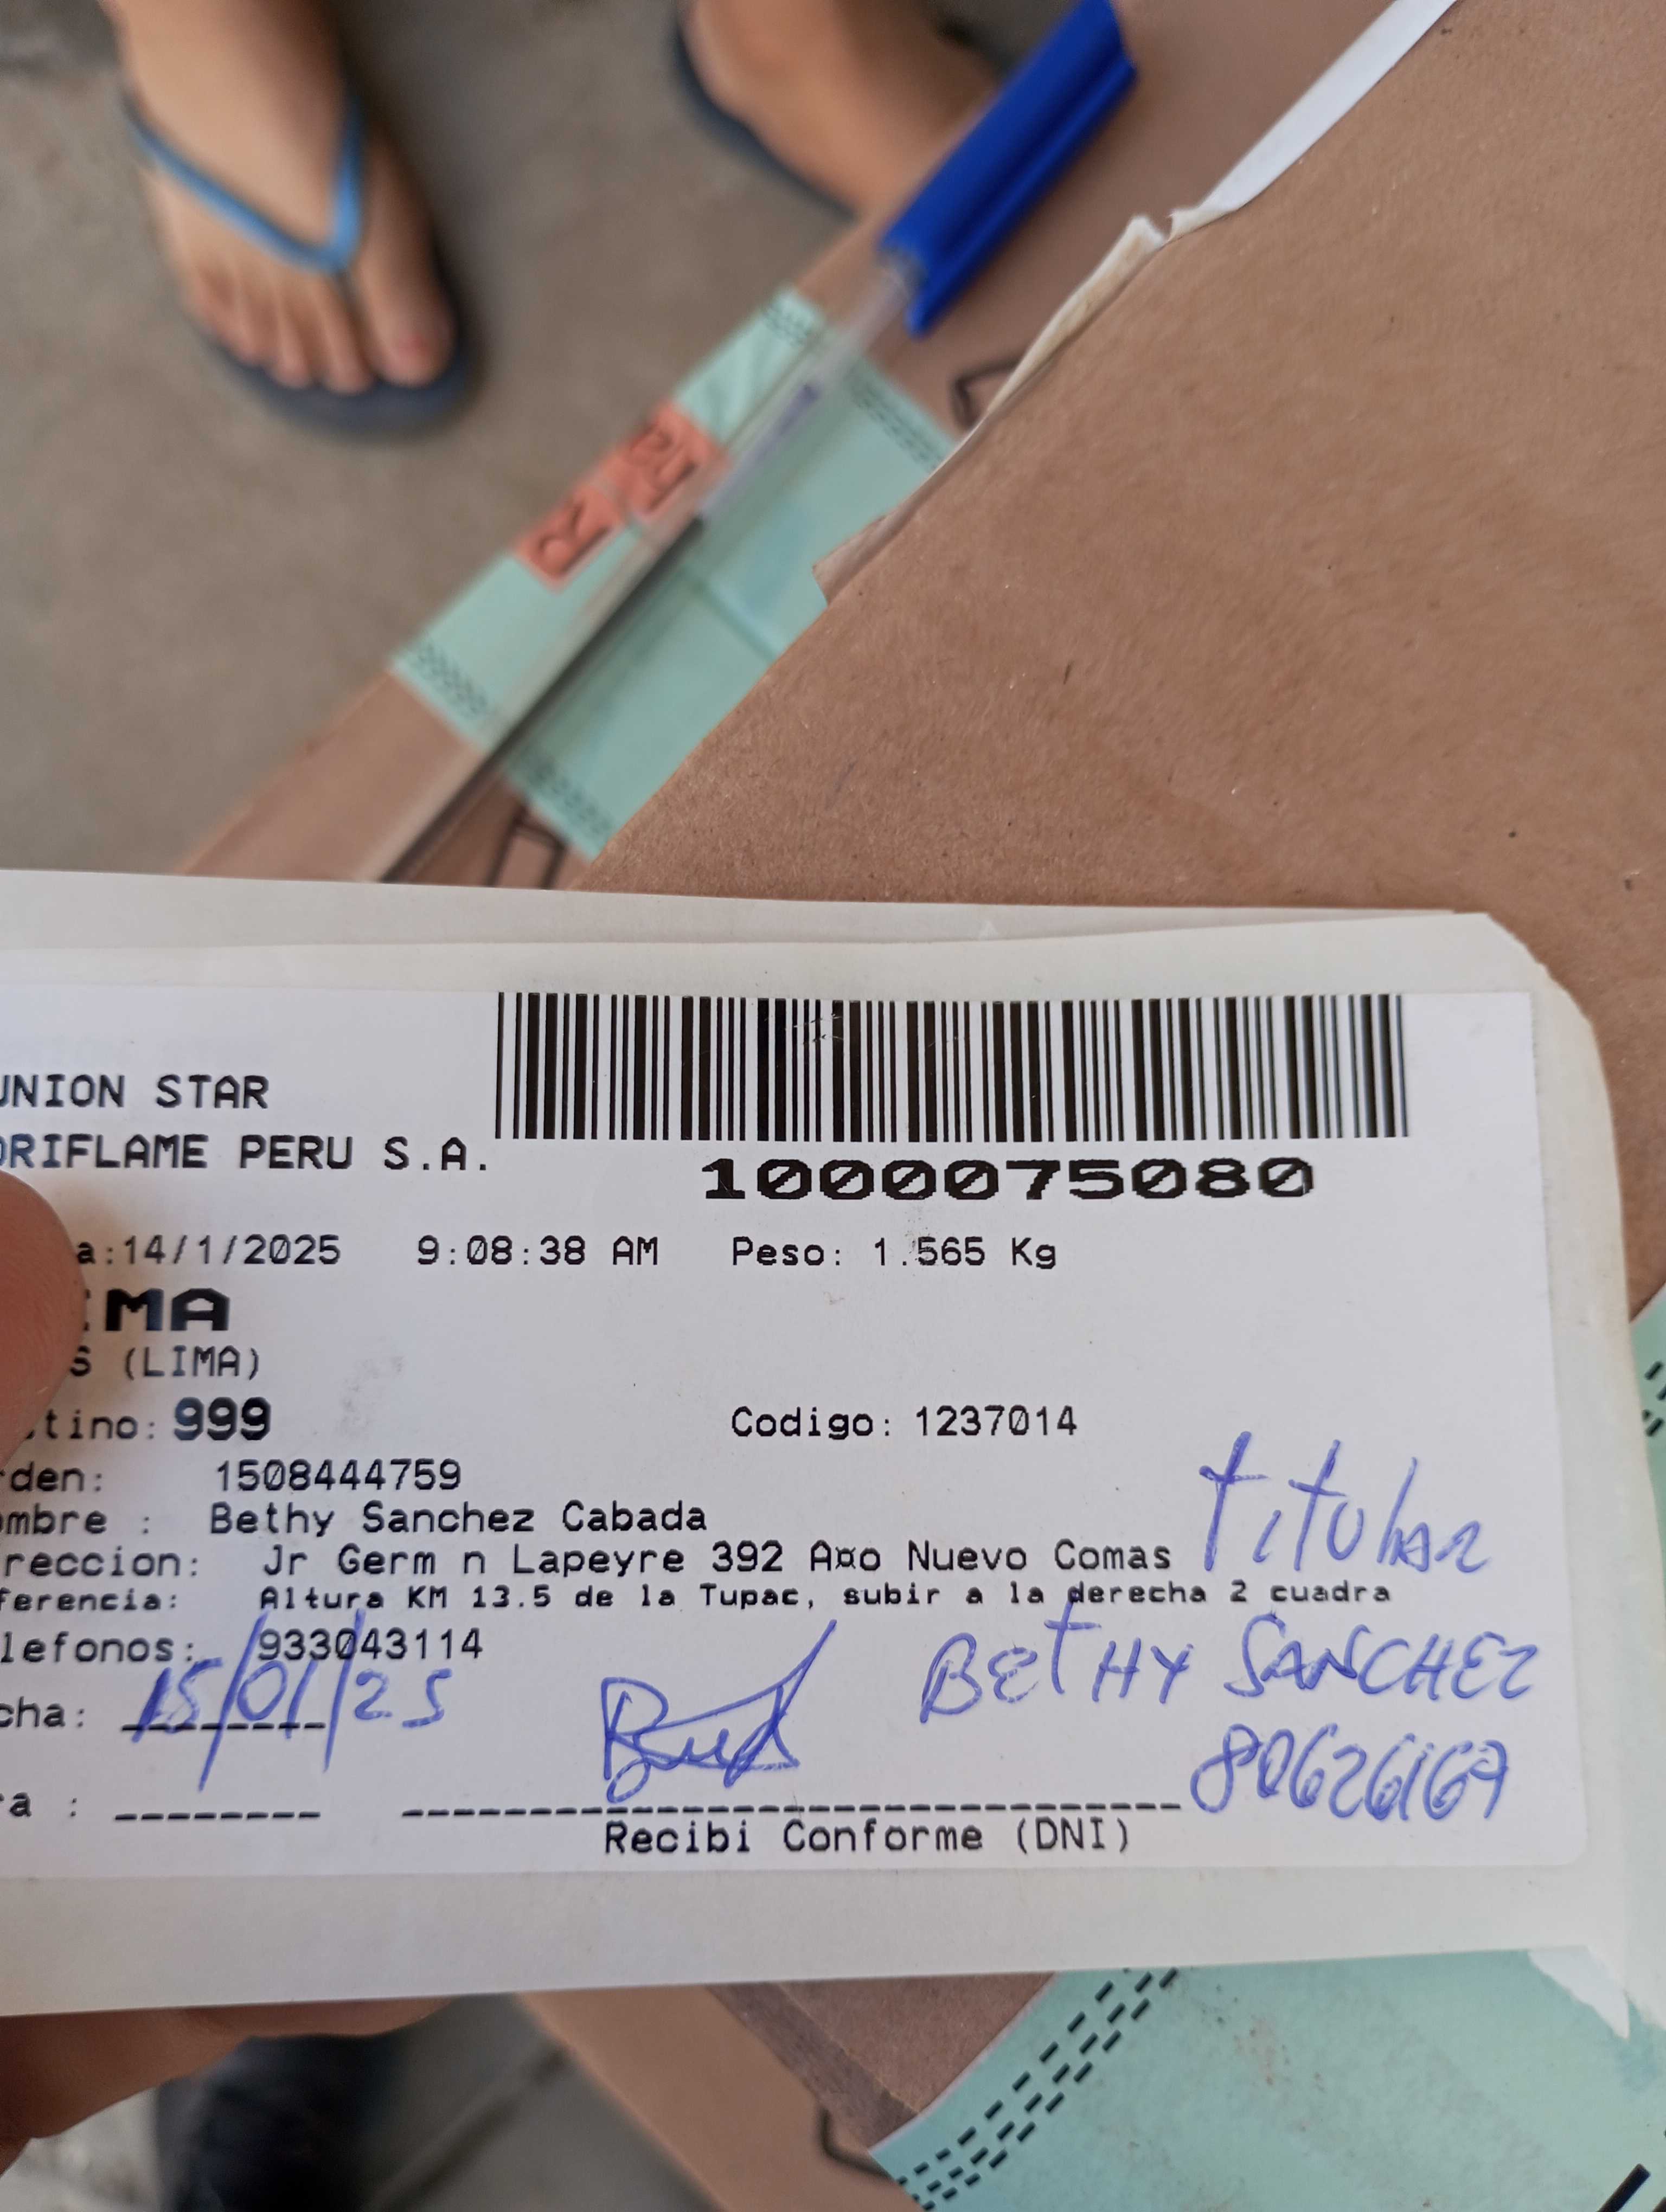 UNION STAR
ORIFLAME PERU S.A.
1000075080
a:14/1/2025 9:08:38 AM Peso: 1.565 Kg
IMA
S (LIMA)
tino: 999 Codigo: 1237014
rden: 1508444759
ombre : Bethy Sanchez Cabada
reccion: Jr Germ n Lapeyre 392 A¤o Nuevo Comas
Titular
ferencia: Altura KM 13.5 de la Tupac, subir a la derecha 2 cuadra
lefonos: 933043114
BETHY SANCHEZ
cha: 15/01/25
80626169
ra :
Recibi Conforme (DNI)